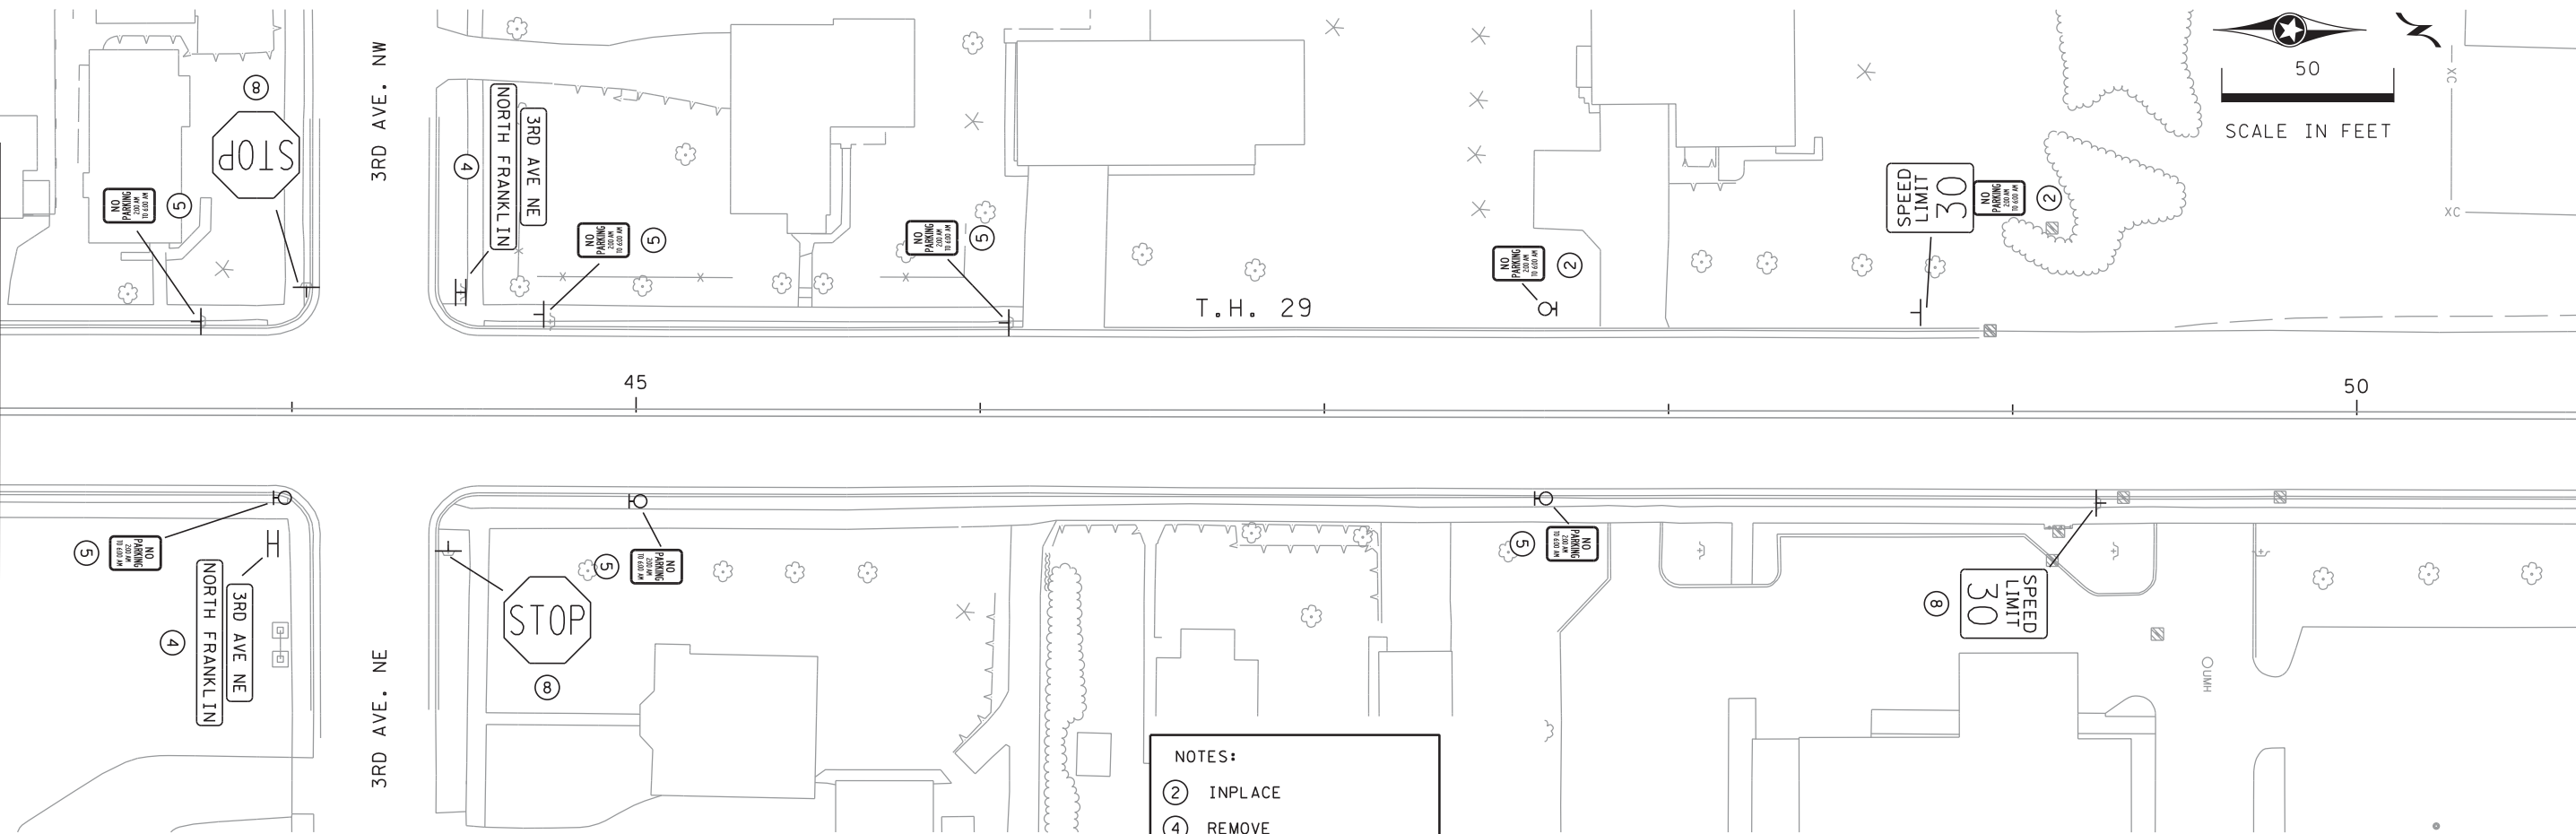 3RD AVE. NW
8
STOP
NO
PARKING
2:00 AM
TO 6:00 AM
5
4
NORTH FRANKLIN
3RD AVE NE
NO
PARKING
2:00 AM
TO 6:00 AM
5
NO
PARKING
2:00 AM
TO 6:00 AM
5
T.H. 29
NO
PARKING
2:00 AM
TO 6:00 AM
2
SPEED
LIMIT
30
NO
PARKING
2:00 AM
TO 6:00 AM
2
50
SCALE IN FEET
XC
XC
45
50
5
NO
PARKING
2:00 AM
TO 6:00 AM
4
3RD AVE NE
NORTH FRANKLIN
3RD AVE. NE
STOP
8
5
NO
PARKING
2:00 AM
TO 6:00 AM
5
NO
PARKING
2:00 AM
TO 6:00 AM
8
SPEED
LIMIT
30
UMH
NOTES:
2 INPLACE
4 REMOVE